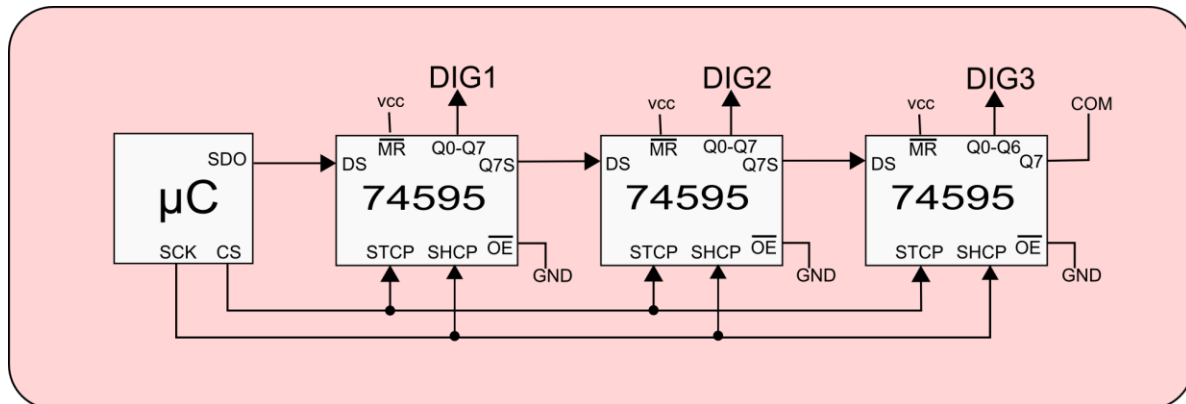 DIG1
DIG2
DIG3
vcc
vcc
vcc
COM
SDO
µC
SCK CS
DS
MR
Q0-Q7
Q7S
74595
STCP SHCP
OE
GND
DS
MR
Q0-Q7
Q7S
74595
STCP SHCP
OE
GND
DS
MR
Q0-Q6
Q7
74595
STCP SHCP
OE
GND